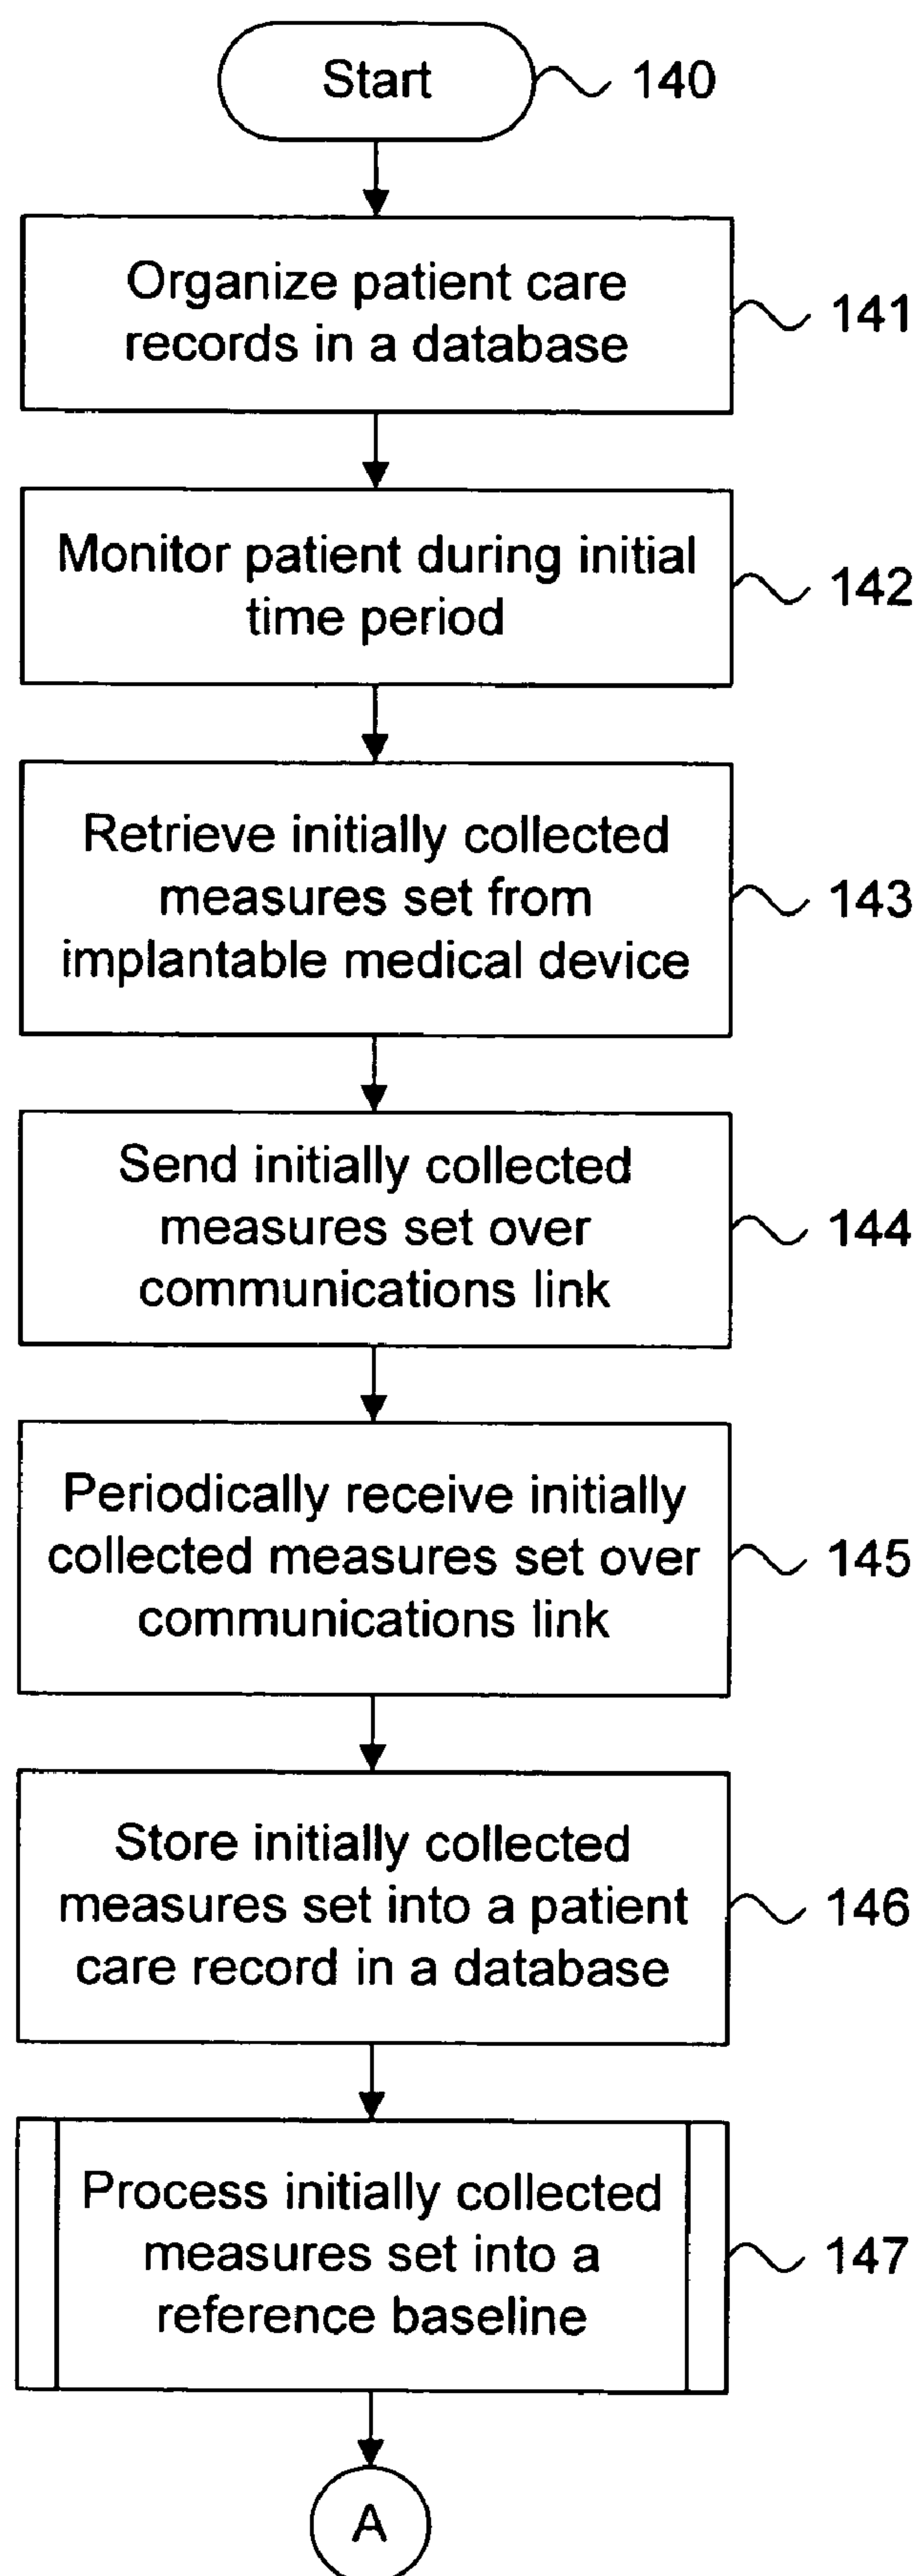 Start
140
Organize patient care
records in a database
141
Monitor patient during initial
time period
142
Retrieve initially collected
measures set from
implantable medical device
143
Send initially collected
measures set over
communications link
144
Periodically receive initially
collected measures set over
communications link
145
Store initially collected
measures set into a patient
care record in a database
146
Process initially collected
measures set into a
reference baseline
147
A